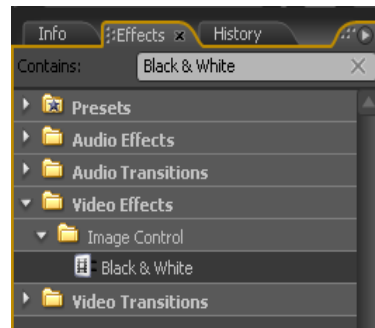 Info Effects History
Contains: Black & White
Presets
Audio Effects
Audio Transitions
Video Effects
Image Control
Black & White
Video Transitions